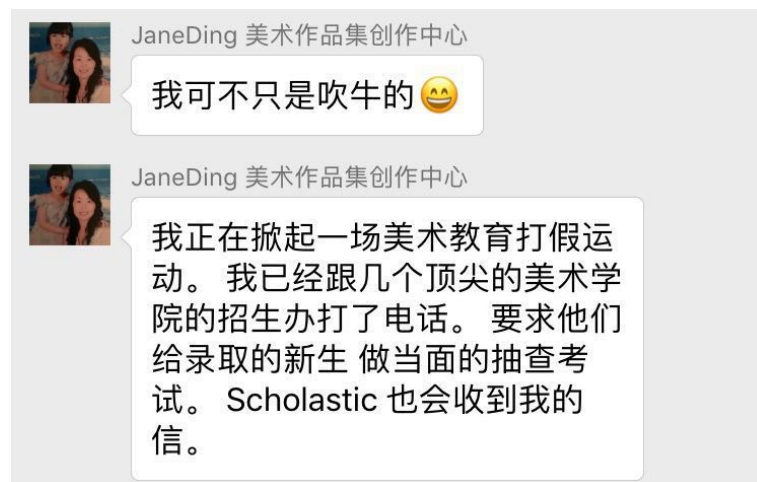 JaneDing 美术作品集创作中心
我可不只是吹牛的😄
JaneDing 美术作品集创作中心
我正在掀起一场美术教育打假运
动。 我已经跟几个顶尖的美术学
院的招生办打了电话。 要求他们
给录取的新生 做当面的抽查考
试。 Scholastic 也会收到我的
信。